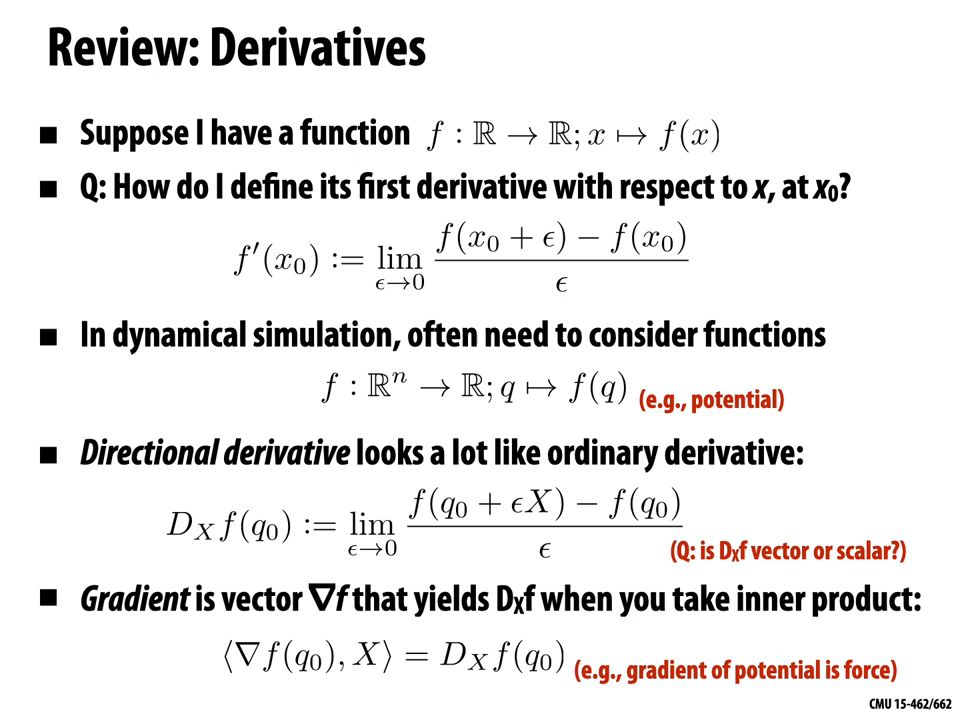 Review: Derivatives
■ Suppose I have a function f : ℝ → ℝ; x ↦ f(x)
■ Q: How do I define its first derivative with respect to x, at x₀?
f′(x₀) := lim_{ϵ→0} (f(x₀ + ϵ) − f(x₀)) / ϵ
■ In dynamical simulation, often need to consider functions
f : ℝⁿ → ℝ; q ↦ f(q) (e.g., potential)
■ Directional derivative looks a lot like ordinary derivative:
D_X f(q₀) := lim_{ϵ→0} (f(q₀ + ϵX) − f(q₀)) / ϵ (Q: is DXf vector or scalar?)
■ Gradient is vector ∇f that yields DXf when you take inner product:
⟨∇f(q₀), X⟩ = D_X f(q₀) (e.g., gradient of potential is force)
CMU 15-462/662